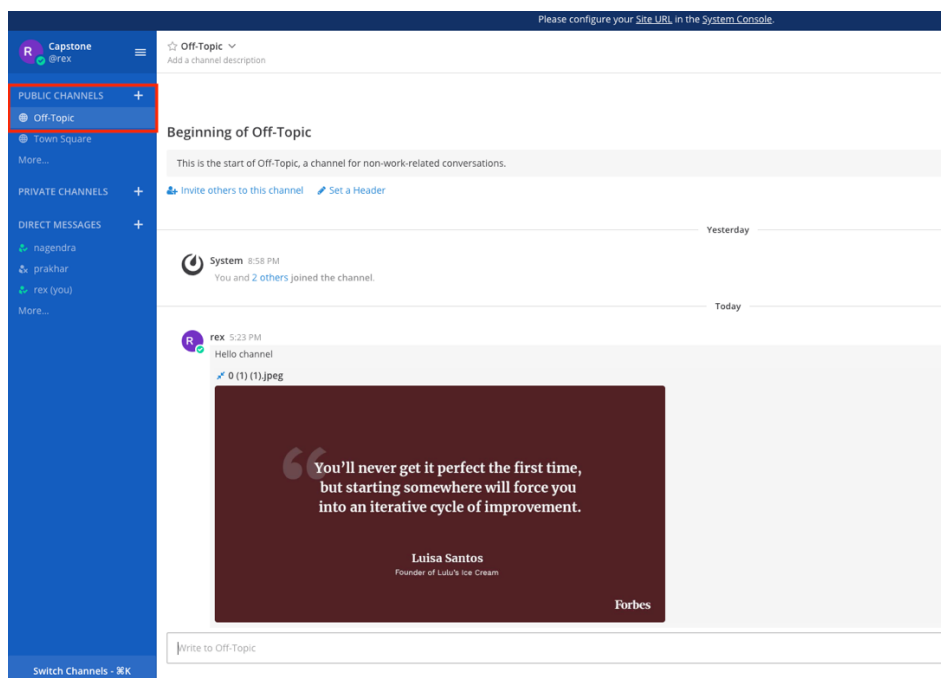 Please configure your Site URL in the System Console.
R
Capstone
@rex
PUBLIC CHANNELS +
Off-Topic
Town Square
More...
PRIVATE CHANNELS +
DIRECT MESSAGES +
nagendra
prakhar
rex (you)
More...
Switch Channels - ⌘K
Off-Topic
Add a channel description
Beginning of Off-Topic
This is the start of Off-Topic, a channel for non-work-related conversations.
Invite others to this channel Set a Header
Yesterday
System 8:58 PM
You and 2 others joined the channel.
Today
R
rex 5:23 PM
Hello channel
0 (1) (1).jpeg
“
You’ll never get it perfect the first time,
but starting somewhere will force you
into an iterative cycle of improvement.
Luisa Santos
Founder of Lulu's Ice Cream
Forbes
Write to Off-Topic